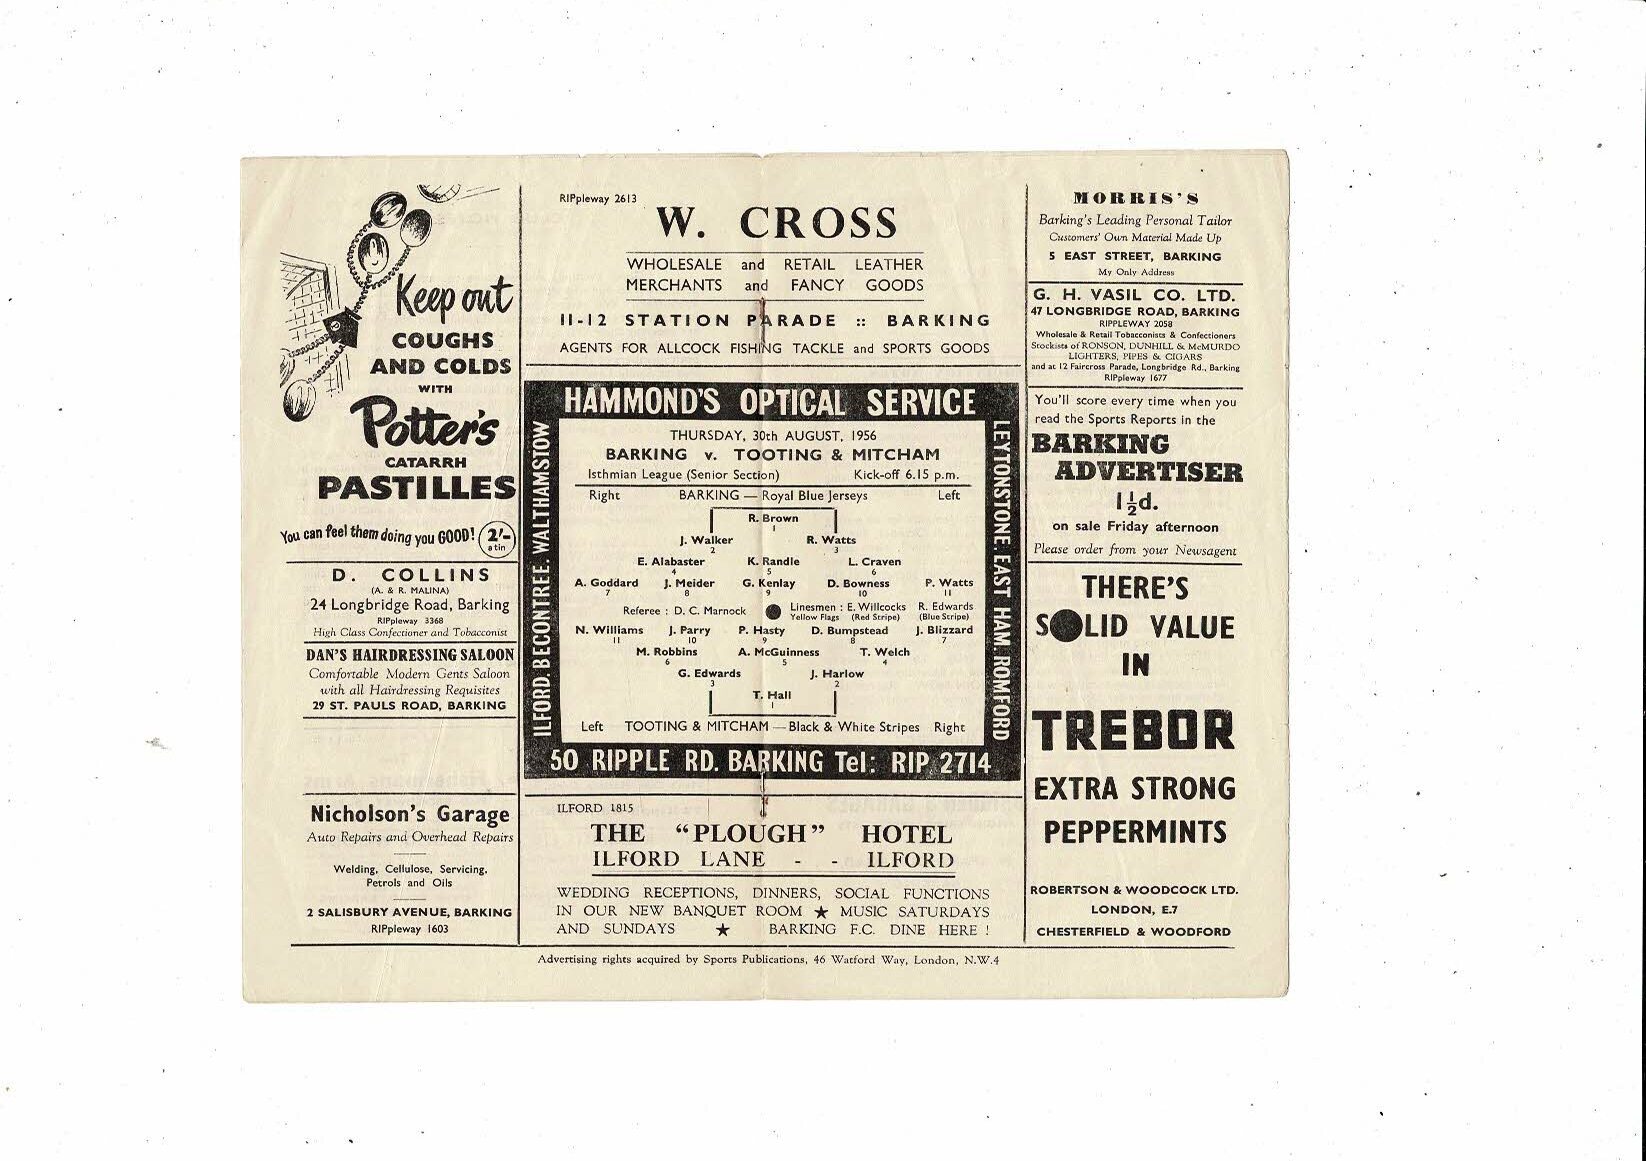 Keep out
COUGHS
AND COLDS
WITH
Potter's
CATARRH
PASTILLES
You can feel them doing you GOOD!
2'/-
a tin
D. COLLINS
(A. & R. MALINA)
24 Longbridge Road, Barking
RIPpleway 3368
High Class Confectioner and Tobacconist
DAN'S HAIRDRESSING SALOON
Comfortable Modern Gents Saloon
with all Hairdressing Requisites
29 ST. PAULS ROAD, BARKING
Nicholson's Garage
Auto Repairs and Overhead Repairs
Welding, Cellulose, Servicing,
Petrols and Oils
2 SALISBURY AVENUE, BARKING
RIPpleway 1603
RIPpleway 2613
W. CROSS
WHOLESALE and RETAIL LEATHER
MERCHANTS and FANCY GOODS
11-12 STATION PARADE :: BARKING
AGENTS FOR ALLCOCK FISHING TACKLE and SPORTS GOODS
HAMMOND'S OPTICAL SERVICE
ILFORD. BECONTREE. WALTHAMSTOW
THURSDAY, 30th AUGUST, 1956
BARKING v. TOOTING & MITCHAM
Isthmian League (Senior Section) Kick-off 6.15 p.m.
Right BARKING — Royal Blue Jerseys Left
R. Brown
1
J. Walker R. Watts
2 3
E. Alabaster K. Randle L. Craven
4 5 6
A. Goddard J. Meider G. Kenlay D. Bowness P. Watts
7 8 9 10 11
Referee : D. C. Marnock Linesmen : E. Willcocks R. Edwards
Yellow Flags (Red Stripe) (Blue Stripe)
N. Williams J. Parry P. Hasty D. Bumpstead J. Blizzard
11 10 9 8 7
M. Robbins A. McGuinness T. Welch
6 5 4
G. Edwards J. Harlow
3 2
T. Hall
1
Left TOOTING & MITCHAM — Black & White Stripes Right
LEYTONSTONE. EAST HAM. ROMFORD
50 RIPPLE RD. BARKING Tel: RIP 2714
ILFORD 1815
THE "PLOUGH" HOTEL
ILFORD LANE - - ILFORD
WEDDING RECEPTIONS, DINNERS, SOCIAL FUNCTIONS
IN OUR NEW BANQUET ROOM ★ MUSIC SATURDAYS
AND SUNDAYS ★ BARKING F.C. DINE HERE !
MORRIS'S
Barking's Leading Personal Tailor
Customers' Own Material Made Up
5 EAST STREET, BARKING
My Only Address
G. H. VASIL CO. LTD.
47 LONGBRIDGE ROAD, BARKING
RIPPLEWAY 2058
Wholesale & Retail Tobacconists & Confectioners
Stockists of RONSON, DUNHILL & McMURDO
LIGHTERS, PIPES & CIGARS
and at 12 Faircross Parade, Longbridge Rd., Barking
RIPpleway 1677
You'll score every time when you
read the Sports Reports in the
BARKING
ADVERTISER
1½d.
on sale Friday afternoon
Please order from your Newsagent
THERE'S
SOLID VALUE
IN
TREBOR
EXTRA STRONG
PEPPERMINTS
ROBERTSON & WOODCOCK LTD.
LONDON, E.7
CHESTERFIELD & WOODFORD
Advertising rights acquired by Sports Publications, 46 Watford Way, London, N.W.4